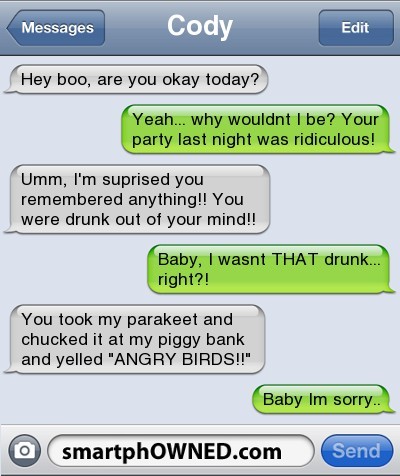 Messages
Cody
Edit
Hey boo, are you okay today?
Yeah... why wouldnt I be? Your
party last night was ridiculous!
Umm, I'm suprised you
remembered anything!! You
were drunk out of your mind!!
Baby, I wasnt THAT drunk...
right?!
You took my parakeet and
chucked it at my piggy bank
and yelled "ANGRY BIRDS!!"
Baby Im sorry..
smartphOWNED.com
Send